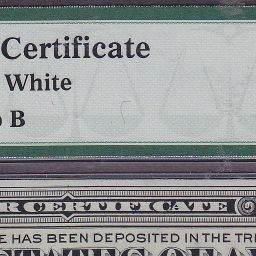 Certificate
White
B
CERTIFICATE
HAS BEEN DEPOSITED IN THE